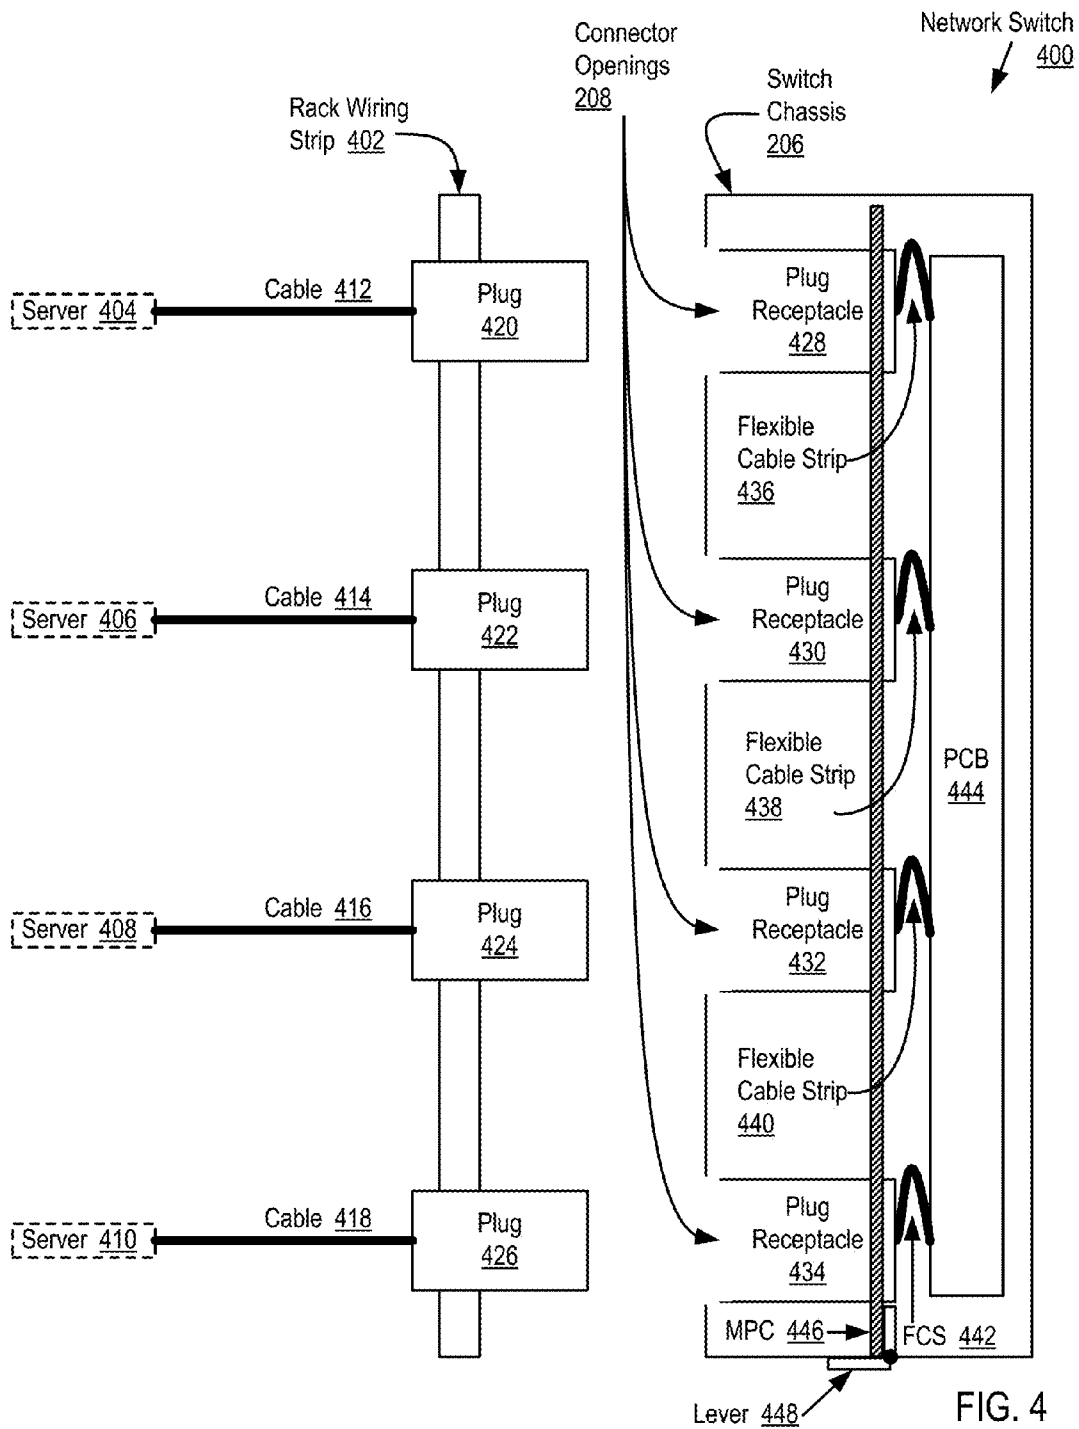 Network Switch
400
Connector
Openings
208
Switch
Chassis
206
Rack Wiring
Strip 402
Server 404
Cable 412
Plug
420
Plug
Receptacle
428
Flexible
Cable Strip
436
Server 406
Cable 414
Plug
422
Plug
Receptacle
430
Flexible
Cable Strip
438
PCB
444
Server 408
Cable 416
Plug
424
Plug
Receptacle
432
Flexible
Cable Strip
440
Server 410
Cable 418
Plug
426
Plug
Receptacle
434
MPC 446
FCS 442
Lever 448
FIG. 4